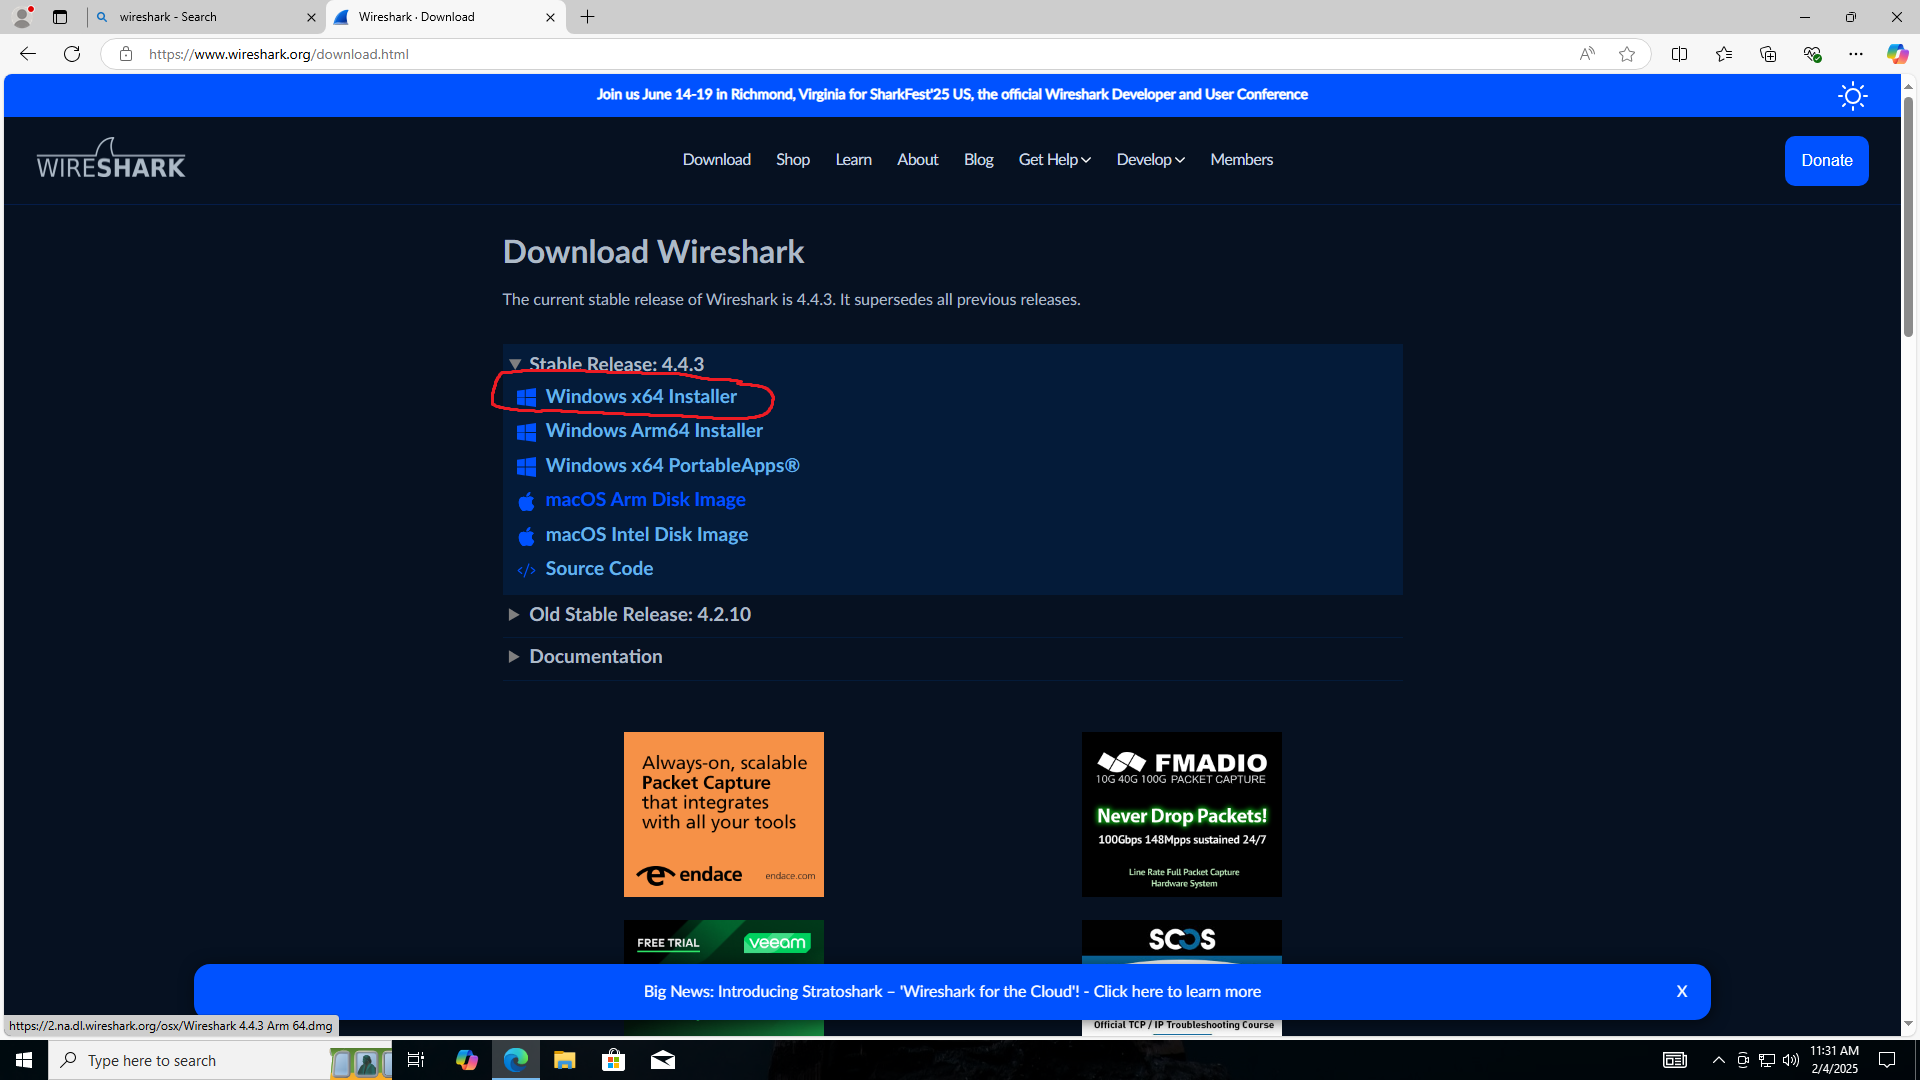 wireshark - Search
Wireshark · Download
https://www.wireshark.org/download.html
Join us June 14-19 in Richmond, Virginia for SharkFest'25 US, the official Wireshark Developer and User Conference
WIRESHARK
Download
Shop
Learn
About
Blog
Get Help
Develop
Members
Donate
Download Wireshark
The current stable release of Wireshark is 4.4.3. It supersedes all previous releases.
Stable Release: 4.4.3
Windows x64 Installer
Windows Arm64 Installer
Windows x64 PortableApps®
macOS Arm Disk Image
macOS Intel Disk Image
</> Source Code
Old Stable Release: 4.2.10
Documentation
Always-on, scalable
Packet Capture
that integrates
with all your tools
endace
endace.com
FMADIO
10G 40G 100G PACKET CAPTURE
Never Drop Packets!
100Gbps 148Mpps sustained 24/7
Line Rate Full Packet Capture
Hardware System
FREE TRIAL
veeam
SCOS
Big News: Introducing Stratoshark – 'Wireshark for the Cloud'! - Click here to learn more
X
Official TCP / IP Troubleshooting Course
https://2.na.dl.wireshark.org/osx/Wireshark 4.4.3 Arm 64.dmg
Type here to search
11:31 AM
2/4/2025